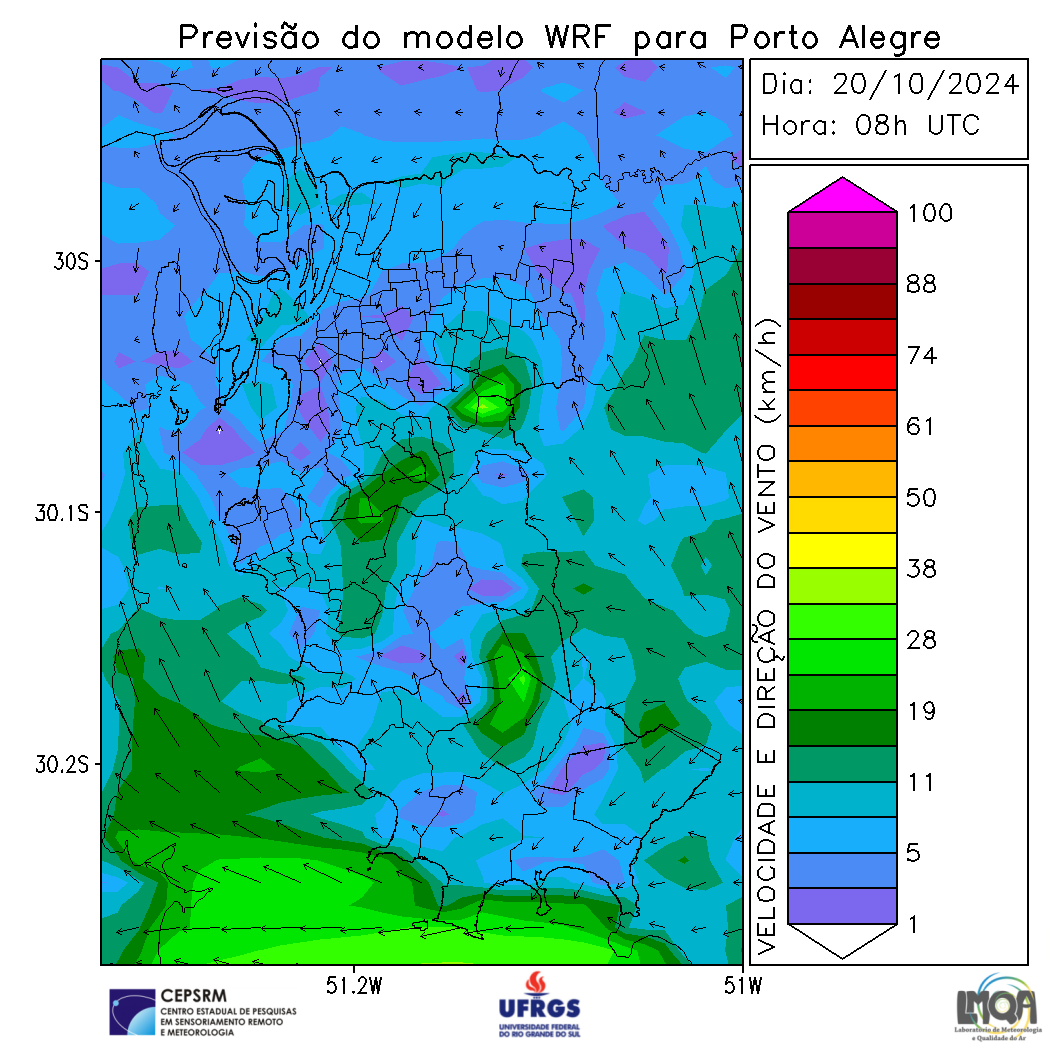 Previsão do modelo WRF para Porto Alegre
Dia: 20/10/2024
Hora: 08h UTC
30S
30.1S
30.2S
51.2W
51W
VELOCIDADE E DIREÇÃO DO VENTO (km/h)
100
88
74
61
50
38
28
19
11
5
1
CEPSRM
CENTRO ESTADUAL DE PESQUISAS
EM SENSORIAMENTO REMOTO
E METEOROLOGIA
UFRGS
UNIVERSIDADE FEDERAL
DO RIO GRANDE DO SUL
LMQA
Laboratório de Meteorologia
e Qualidade do Ar